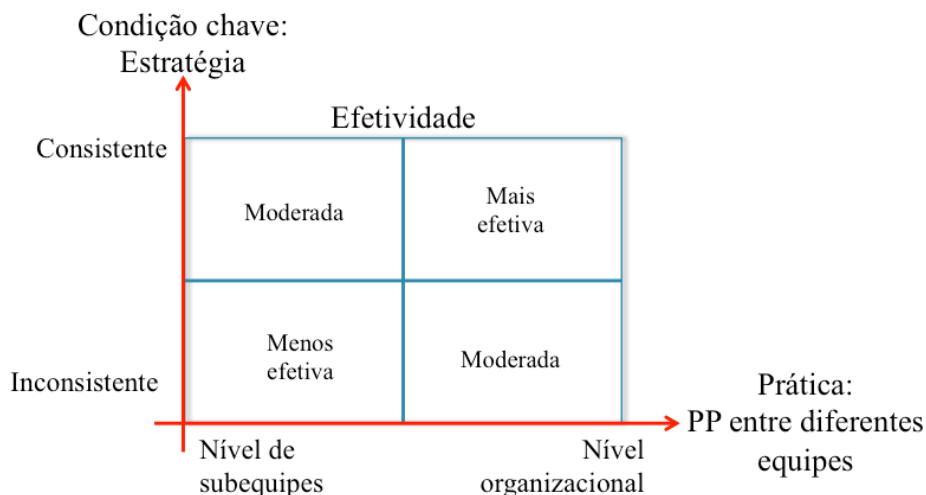 Condição chave:
Estratégia
Efetividade
Consistente
Moderada
Mais
efetiva
Menos
efetiva
Moderada
Inconsistente
Prática:
PP entre diferentes
equipes
Nível de
subequipes
Nível
organizacional